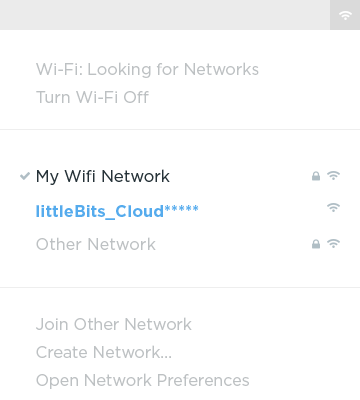 Wi-Fi: Looking for Networks
Turn Wi-Fi Off
My Wifi Network
littleBits_Cloud*****
Other Network
Join Other Network
Create Network...
Open Network Preferences